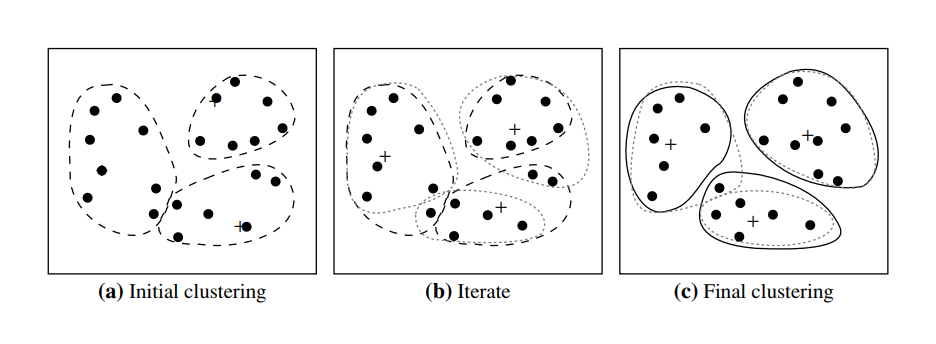 (a) Initial clustering
(b) Iterate
(c) Final clustering